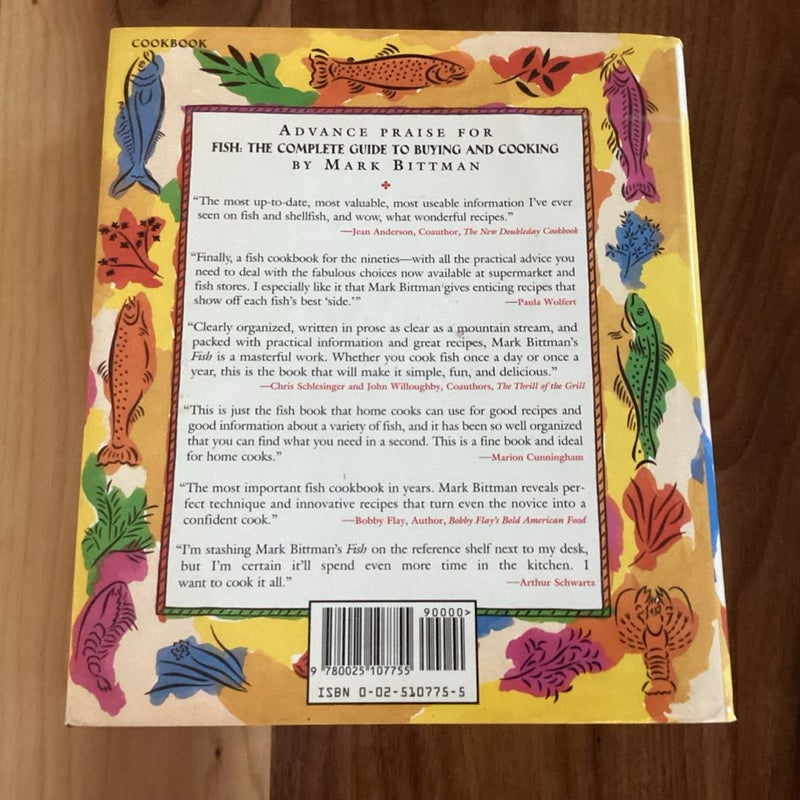 COOKBOOK
ADVANCE PRAISE FOR
FISH: THE COMPLETE GUIDE TO BUYING AND COOKING
BY MARK BITTMAN
“The most up-to-date, most valuable, most useable information I’ve ever
seen on fish and shellfish, and wow, what wonderful recipes.”
—Jean Anderson, Coauthor, The New Doubleday Cookbook
“Finally, a fish cookbook for the nineties—with all the practical advice you
need to deal with the fabulous choices now available at supermarket and
fish stores. I especially like it that Mark Bittman gives enticing recipes that
show off each fish’s best ‘side.’” —Paula Wolfert
“Clearly organized, written in prose as clear as a mountain stream, and
packed with practical information and great recipes, Mark Bittman’s
Fish is a masterful work. Whether you cook fish once a day or once a
year, this is the book that will make it simple, fun, and delicious.”
—Chris Schlesinger and John Willoughby, Coauthors, The Thrill of the Grill
“This is just the fish book that home cooks can use for good recipes and
good information about a variety of fish, and it has been so well organized
that you can find what you need in a second. This is a fine book and ideal
for home cooks.” —Marion Cunningham
“The most important fish cookbook in years. Mark Bittman reveals per-
fect technique and innovative recipes that turn even the novice into a
confident cook.” —Bobby Flay, Author, Bobby Flay’s Bold American Food
“I’m stashing Mark Bittman’s Fish on the reference shelf next to my desk,
but I’m certain it’ll spend even more time in the kitchen. I
want to cook it all.” —Arthur Schwartz
90000>
9 780025 107755
ISBN 0-02-510775-5